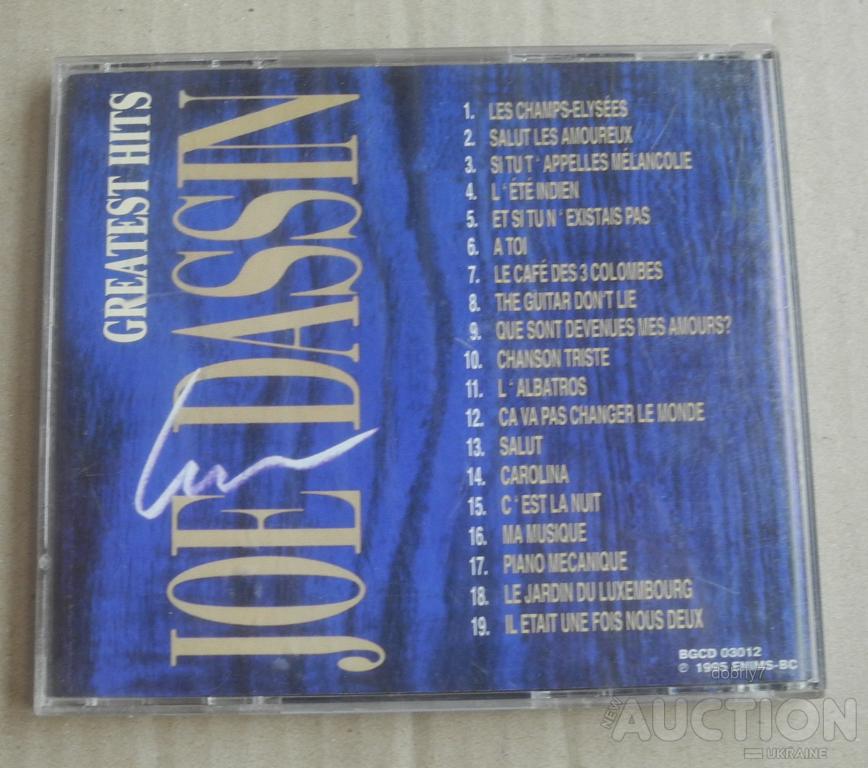 GREATEST HITS
JOE DASSIN
1. LES CHAMPS-ELYSÉES
2. SALUT LES AMOUREUX
3. SI TU T‘APPELLES MÉLANCOLIE
4. L‘ÉTÉ INDIEN
5. ET SI TU N‘EXISTAIS PAS
6. A TOI
7. LE CAFÉ DES 3 COLOMBES
8. THE GUITAR DON'T LIE
9. QUE SONT DEVENUES MES AMOURS?
10. CHANSON TRISTE
11. L‘ALBATROS
12. CA VA PAS CHANGER LE MONDE
13. SALUT
14. CAROLINA
15. C‘EST LA NUIT
16. MA MUSIQUE
17. PIANO MECANIQUE
18. LE JARDIN DU LUXEMBOURG
19. IL ETAIT UNE FOIS NOUS DEUX
BGCD 03012
℗ 1995
dobriy7
NEW AUCTION
UKRAINE